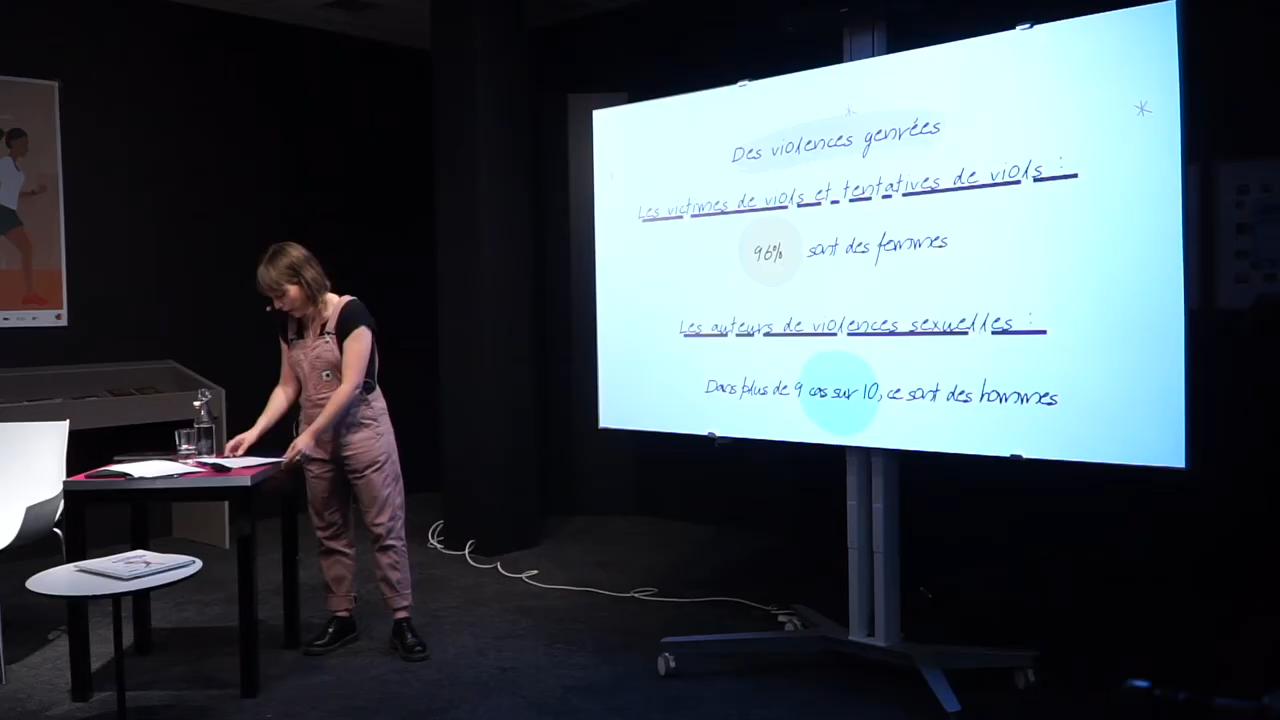 Des violences genrées
Les victimes de viols et tentatives de viols :
96% sont des femmes
Les auteurs de violences sexuelles :
Dans plus de 9 cas sur 10, ce sont des hommes